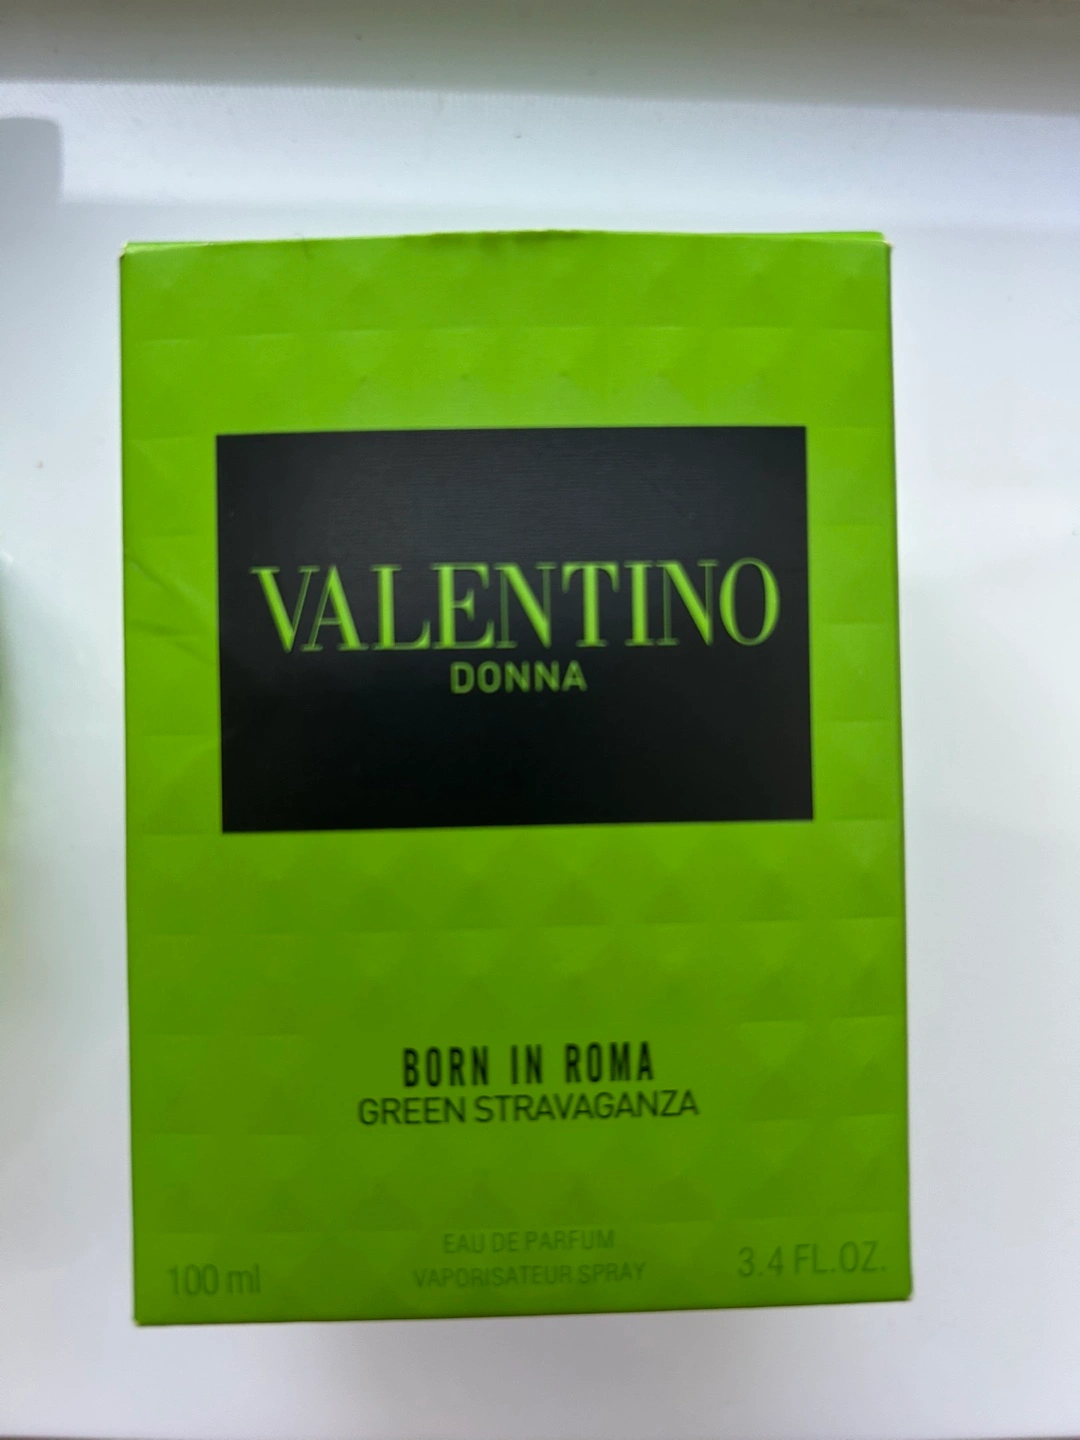 VALENTINO
DONNA
BORN IN ROMA
GREEN STRAVAGANZA
EAU DE PARFUM
VAPORISATEUR SPRAY
100 ml
3.4 FL.OZ.